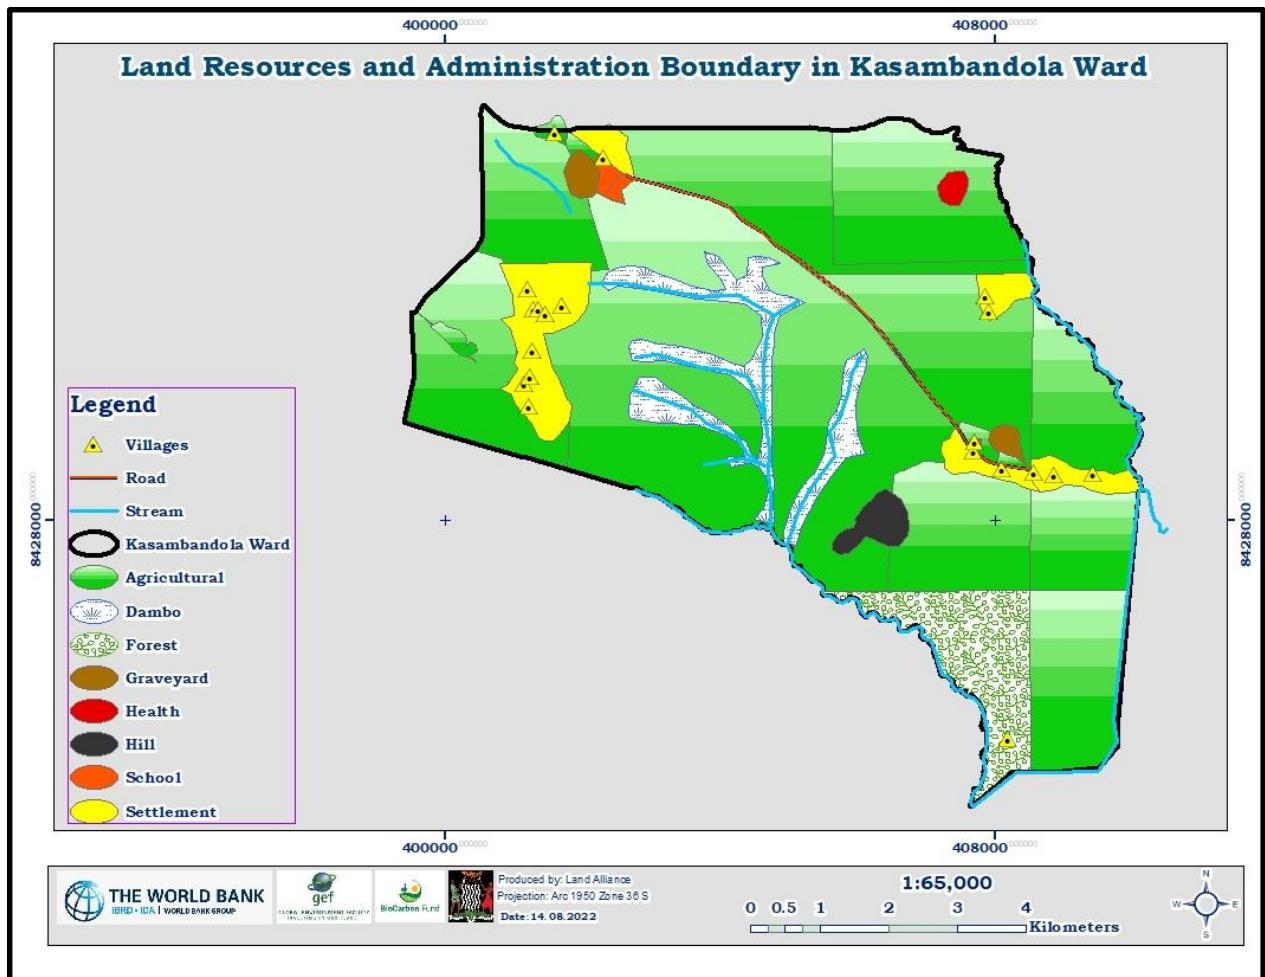 400000
408000
Land Resources and Administration Boundary in Kasambandola Ward
Legend
Villages
Road
Stream
Kasambandola Ward
Agricultural
Dambo
Forest
Graveyard
Health
Hill
School
Settlement
8428000
8428000
400000
408000
THE WORLD BANK
IBRD • IDA | WORLD BANK GROUP
gef
GLOBAL ENVIRONMENT FACILITY
BioCarbon Fund
Produced by: Land Alliance
Projection: Arc 1950 Zone 36 S
Date: 14.08.2022
1:65,000
0 0.5 1 2 3 4
Kilometers
N
W E
S